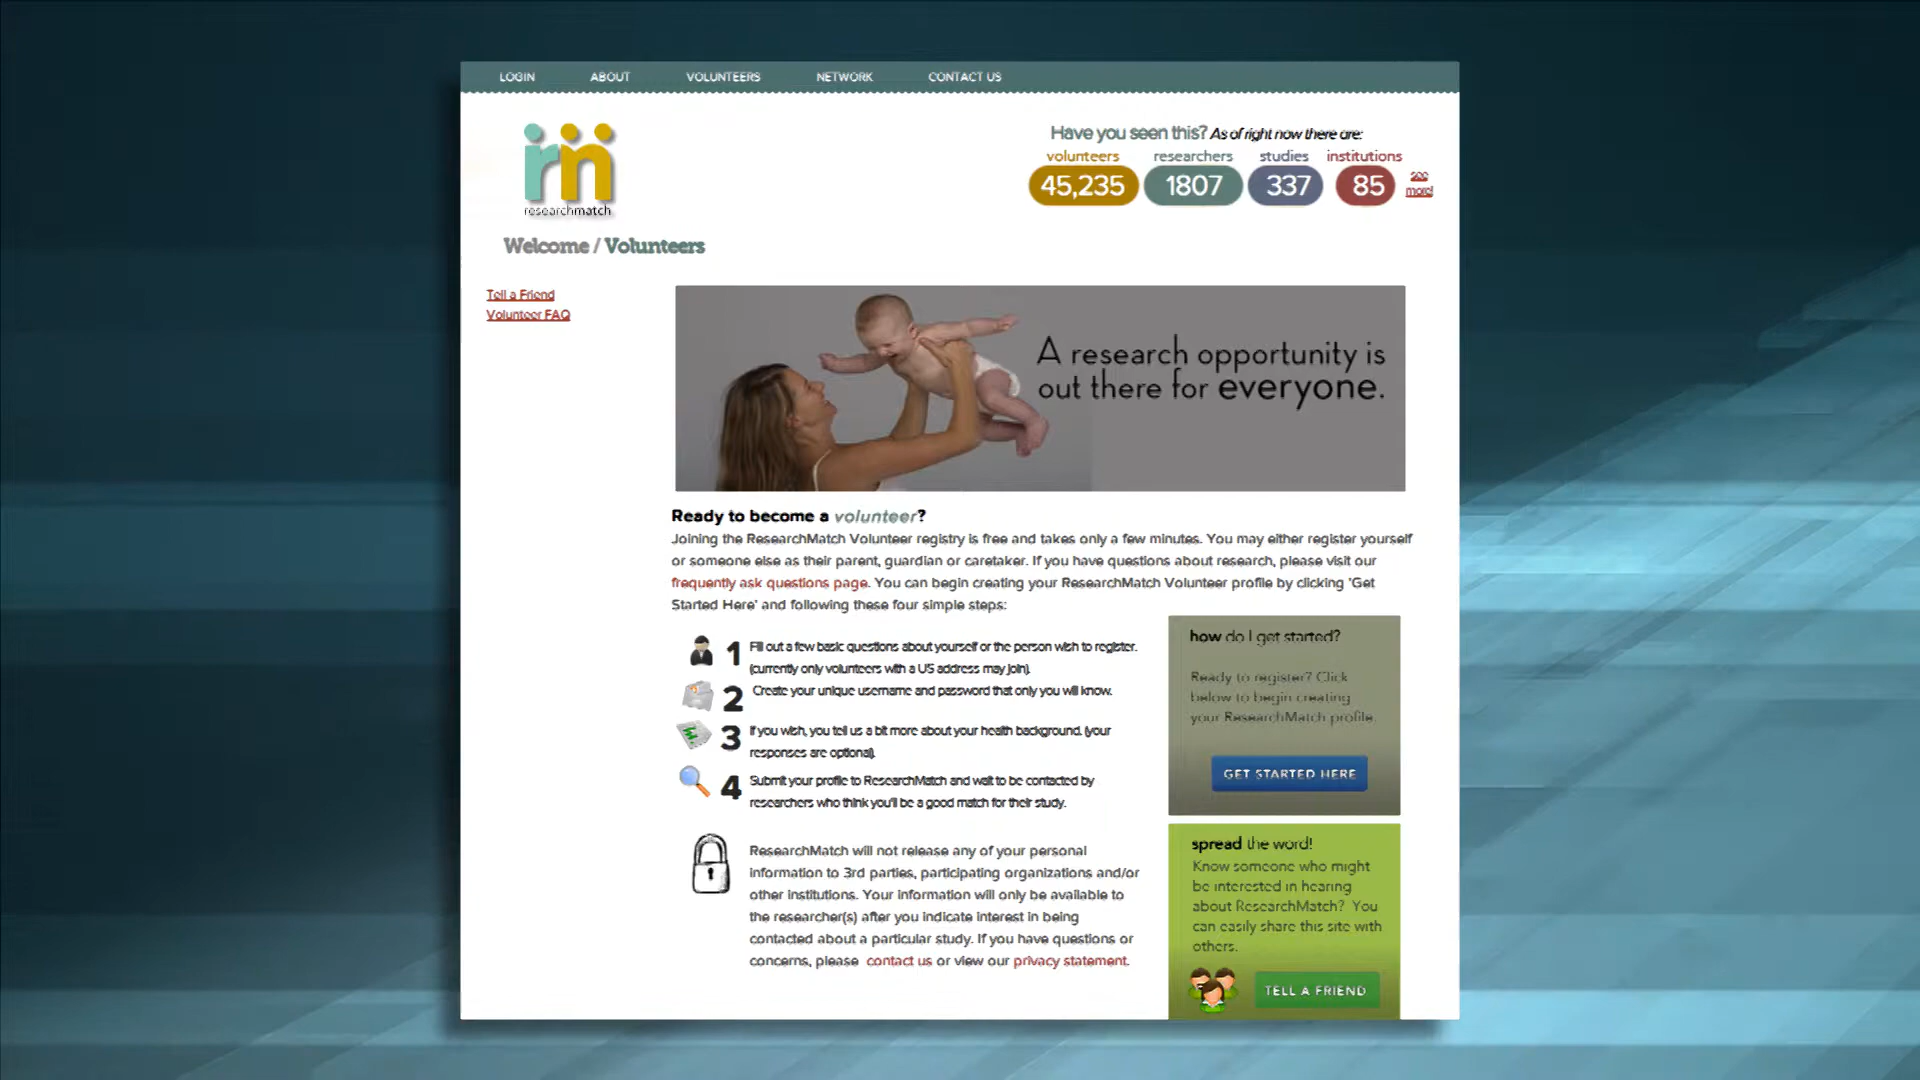 LOGIN ABOUT VOLUNTEERS NETWORK CONTACT US
researchmatch
Have you seen this? As of right now there are:
volunteers researchers studies institutions
45,235 1807 337 85 see more!
Welcome / Volunteers
Tell a Friend
Volunteer FAQ
A research opportunity is
out there for everyone.
Ready to become a volunteer?
Joining the ResearchMatch Volunteer registry is free and takes only a few minutes. You may either register yourself
or someone else as their parent, guardian or caretaker. If you have questions about research, please visit our
frequently ask questions page. You can begin creating your ResearchMatch Volunteer profile by clicking 'Get
Started Here' and following these four simple steps:
1 Fill out a few basic questions about yourself or the person wish to register.
(currently only volunteers with a US address may join).
2 Create your unique username and password that only you will know.
3 If you wish, you tell us a bit more about your health background. (your
responses are optional).
4 Submit your profile to ResearchMatch and wait to be contacted by
researchers who think you'll be a good match for their study.
ResearchMatch will not release any of your personal
information to 3rd parties, participating organizations and/or
other institutions. Your information will only be available to
the researcher(s) after you indicate interest in being
contacted about a particular study. If you have questions or
concerns, please contact us or view our privacy statement.
how do I get started?
Ready to register? Click
below to begin creating
your ResearchMatch profile.
GET STARTED HERE
spread the word!
Know someone who might
be interested in hearing
about ResearchMatch? You
can easily share this site with
others.
TELL A FRIEND